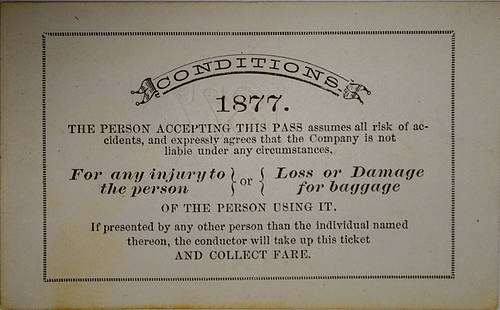 CONDITIONS.
1877.
THE PERSON ACCEPTING THIS PASS assumes all risk of ac-
cidents, and expressly agrees that the Company is not
liable under any circumstances.
For any injury to } or { Loss or Damage
the person for baggage
OF THE PERSON USING IT.
If presented by any other person than the individual named
thereon, the conductor will take up this ticket
AND COLLECT FARE.